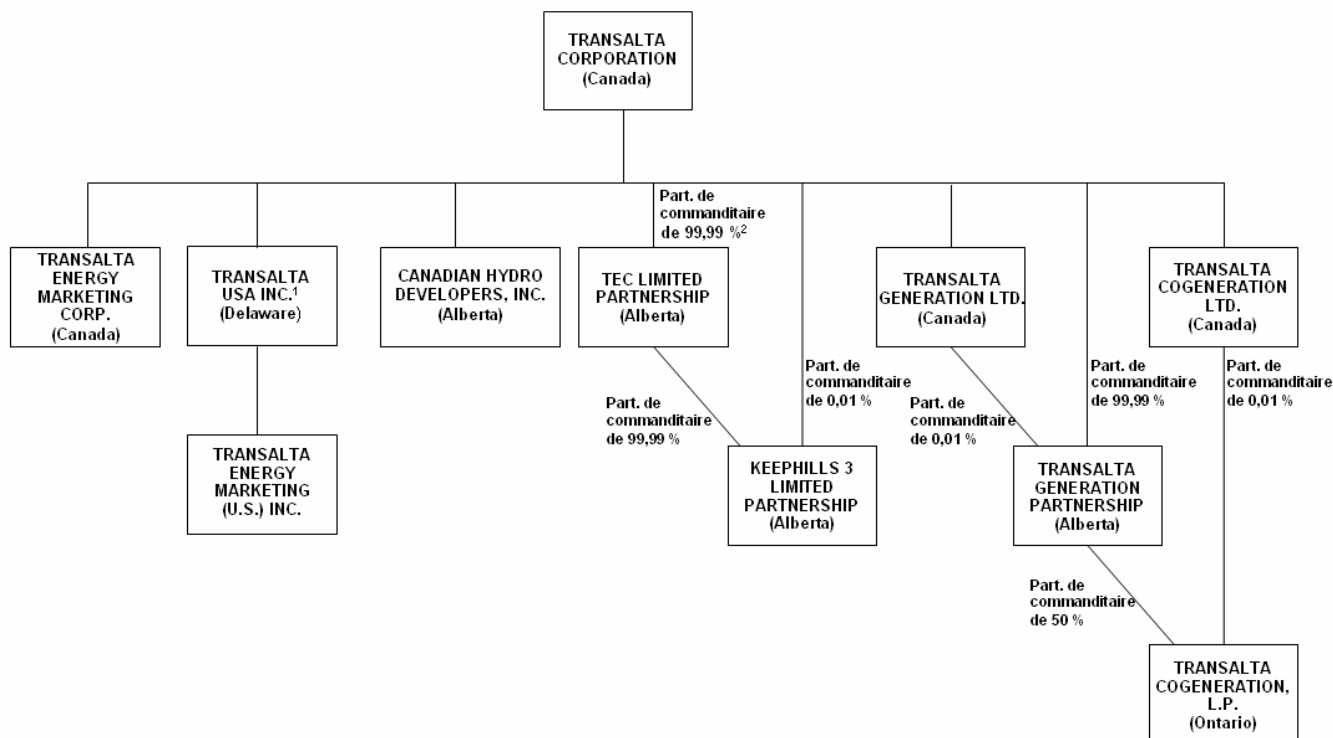 TRANSALTA
CORPORATION
(Canada)
Part. de
commanditaire
de 99,99 %²
TRANSALTA
ENERGY
MARKETING
CORP.
(Canada)
TRANSALTA
USA INC.¹
(Delaware)
CANADIAN HYDRO
DEVELOPERS, INC.
(Alberta)
TEC LIMITED
PARTNERSHIP
(Alberta)
TRANSALTA
GENERATION LTD.
(Canada)
TRANSALTA
COGENERATION
LTD.
(Canada)
Part. de
commanditaire
de 99,99 %
Part. de
commanditaire
de 0,01 %
Part. de
commanditaire
de 0,01 %
Part. de
commanditaire
de 99,99 %
Part. de
commanditaire
de 0,01 %
TRANSALTA
ENERGY
MARKETING
(U.S.) INC.
KEEPHILLS 3
LIMITED
PARTNERSHIP
(Alberta)
TRANSALTA
GENERATION
PARTNERSHIP
(Alberta)
Part. de
commanditaire
de 50 %
TRANSALTA
COGENERATION,
L.P.
(Ontario)